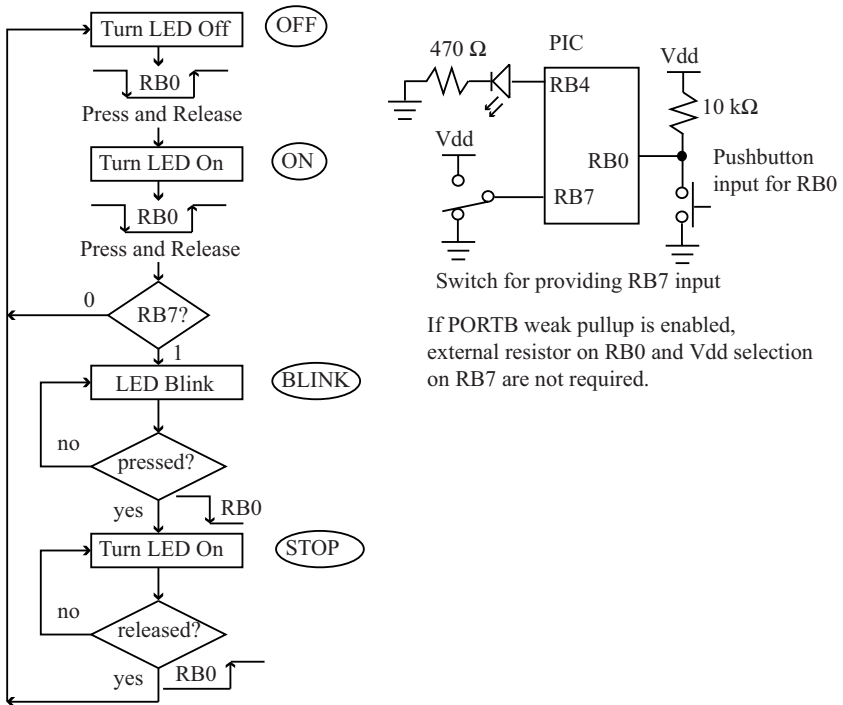 Turn LED Off
OFF
RB0
Press and Release
Turn LED On
ON
RB0
Press and Release
RB7?
0
1
LED Blink
BLINK
pressed?
no
yes
RB0
Turn LED On
STOP
released?
no
yes
RB0
470 Ω
PIC
Vdd
RB4
10 kΩ
Vdd
RB0
Pushbutton
input for RB0
RB7
Switch for providing RB7 input
If PORTB weak pullup is enabled,
external resistor on RB0 and Vdd selection
on RB7 are not required.